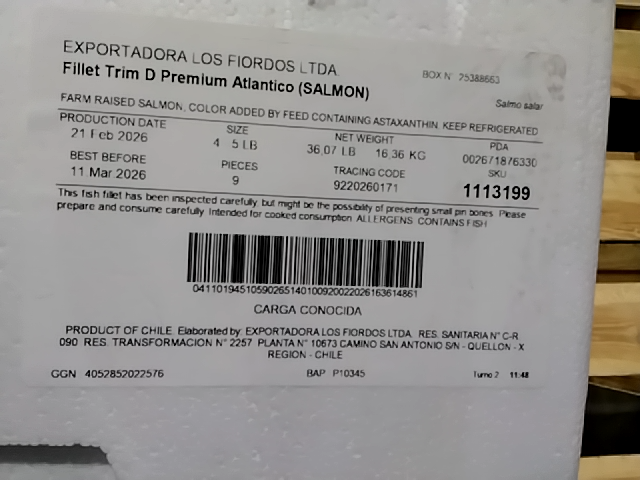 EXPORTADORA LOS FIORDOS LTDA.
BOX N° 25388663
Fillet Trim D Premium Atlantico (SALMON)
Salmo salar
FARM RAISED SALMON, COLOR ADDED BY FEED CONTAINING ASTAXANTHIN. KEEP REFRIGERATED
PRODUCTION DATE SIZE NET WEIGHT PDA
21 Feb 2026 4 5 LB 36,07 LB 16,36 KG 002671876330
BEST BEFORE PIECES TRACING CODE SKU
11 Mar 2026 9 9220260171 1113199
This fish fillet has been inspected carefully, but might be the possibility of presenting small pin bones. Please
prepare and consume carefully. Intended for cooked consumption. ALLERGENS: CONTAINS FISH
CARGA CONOCIDA
PRODUCT OF CHILE. Elaborated by: EXPORTADORA LOS FIORDOS LTDA. RES. SANITARIA N° C-R
090 RES. TRANSFORMACION N° 2257 PLANTA N° 10673 CAMINO SAN ANTONIO S/N - QUELLON - X
REGION - CHILE
GGN 4052852022576 BAP P10345 Turno 2 11:48